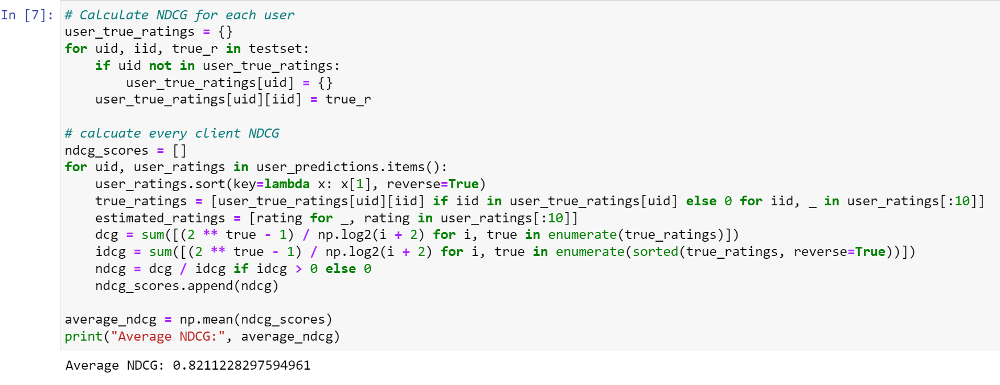 In [7]: # Calculate NDCG for each user
user_true_ratings = {}
for uid, iid, true_r in testset:
    if uid not in user_true_ratings:
        user_true_ratings[uid] = {}
    user_true_ratings[uid][iid] = true_r

# calcuate every client NDCG
ndcg_scores = []
for uid, user_ratings in user_predictions.items():
    user_ratings.sort(key=lambda x: x[1], reverse=True)
    true_ratings = [user_true_ratings[uid][iid] if iid in user_true_ratings[uid] else 0 for iid, _ in user_ratings[:10]]
    estimated_ratings = [rating for _, rating in user_ratings[:10]]
    dcg = sum([(2 ** true - 1) / np.log2(i + 2) for i, true in enumerate(true_ratings)])
    idcg = sum([(2 ** true - 1) / np.log2(i + 2) for i, true in enumerate(sorted(true_ratings, reverse=True))])
    ndcg = dcg / idcg if idcg > 0 else 0
    ndcg_scores.append(ndcg)

average_ndcg = np.mean(ndcg_scores)
print("Average NDCG:", average_ndcg)
Average NDCG: 0.8211228297594961